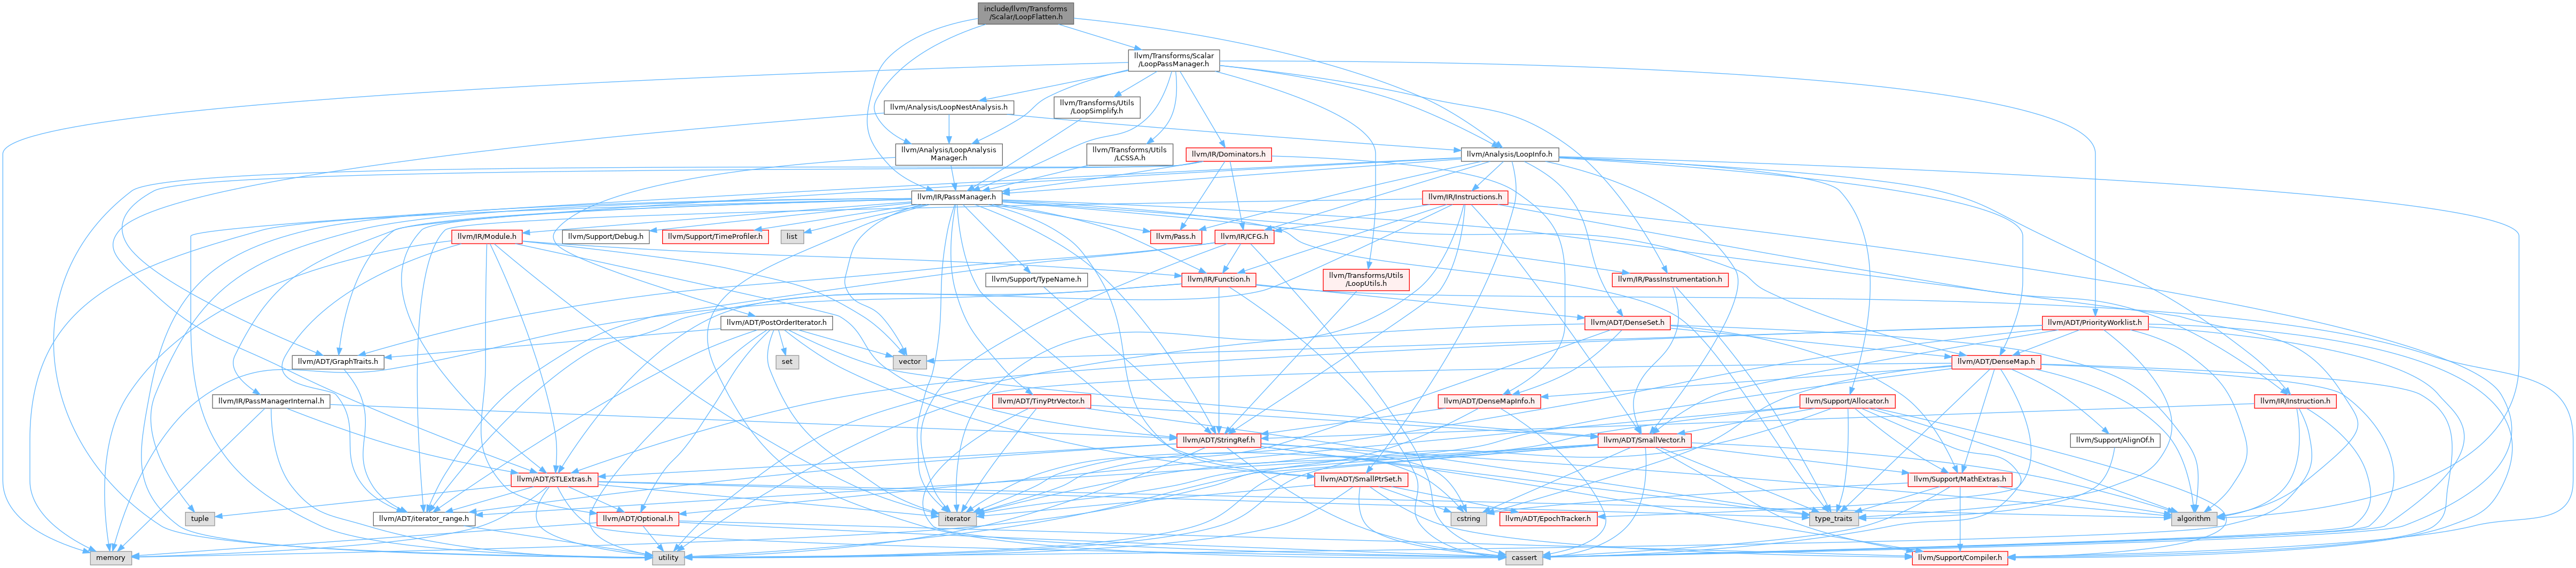 include/llvm/Transforms
/Scalar/LoopFlatten.h
llvm/Transforms/Scalar
/LoopPassManager.h
llvm/Analysis/LoopNestAnalysis.h
llvm/Transforms/Utils
/LoopSimplify.h
llvm/Analysis/LoopAnalysis
Manager.h
llvm/Transforms/Utils
/LCSSA.h
llvm/IR/Dominators.h
llvm/Analysis/LoopInfo.h
llvm/IR/PassManager.h
llvm/IR/Instructions.h
llvm/IR/Module.h
llvm/Support/Debug.h
llvm/Support/TimeProfiler.h
list
llvm/Pass.h
llvm/IR/CFG.h
llvm/Support/TypeName.h
llvm/IR/Function.h
llvm/Transforms/Utils
/LoopUtils.h
llvm/IR/PassInstrumentation.h
llvm/ADT/PostOrderIterator.h
llvm/ADT/DenseSet.h
llvm/ADT/PriorityWorklist.h
llvm/ADT/GraphTraits.h
set
vector
llvm/ADT/DenseMap.h
llvm/IR/PassManagerInternal.h
llvm/ADT/TinyPtrVector.h
llvm/ADT/DenseMapInfo.h
llvm/Support/Allocator.h
llvm/IR/Instruction.h
llvm/ADT/StringRef.h
llvm/ADT/SmallVector.h
llvm/Support/AlignOf.h
llvm/ADT/STLExtras.h
llvm/ADT/SmallPtrSet.h
llvm/Support/MathExtras.h
tuple
llvm/ADT/iterator_range.h
llvm/ADT/Optional.h
iterator
cstring
llvm/ADT/EpochTracker.h
type_traits
algorithm
memory
utility
cassert
llvm/Support/Compiler.h